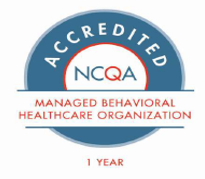 ACCREDITED
NCQA
MANAGED BEHAVIORAL
HEALTHCARE ORGANIZATION
1 YEAR